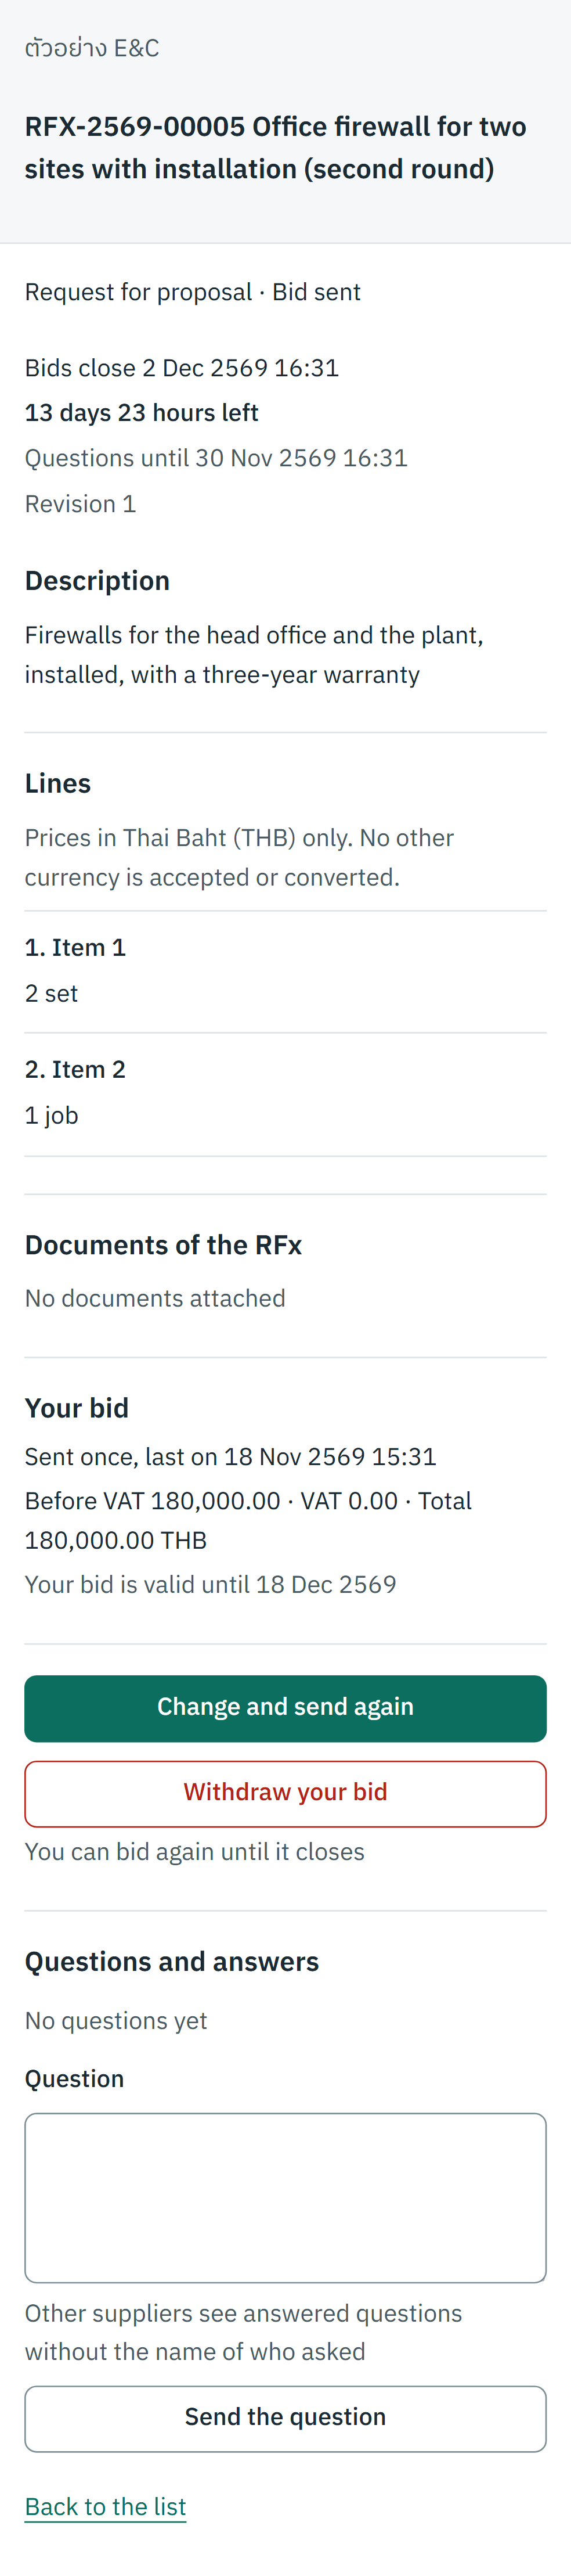 ตัวอย่าง E&C
RFX-2569-00005 Office firewall for two
sites with installation (second round)
Request for proposal · Bid sent
Bids close 2 Dec 2569 16:31
13 days 23 hours left
Questions until 30 Nov 2569 16:31
Revision 1
Description
Firewalls for the head office and the plant,
installed, with a three-year warranty
Lines
Prices in Thai Baht (THB) only. No other
currency is accepted or converted.
1. Item 1
2 set
2. Item 2
1 job
Documents of the RFx
No documents attached
Your bid
Sent once, last on 18 Nov 2569 15:31
Before VAT 180,000.00 · VAT 0.00 · Total
180,000.00 THB
Your bid is valid until 18 Dec 2569
Change and send again
Withdraw your bid
You can bid again until it closes
Questions and answers
No questions yet
Question
Other suppliers see answered questions
without the name of who asked
Send the question
Back to the list